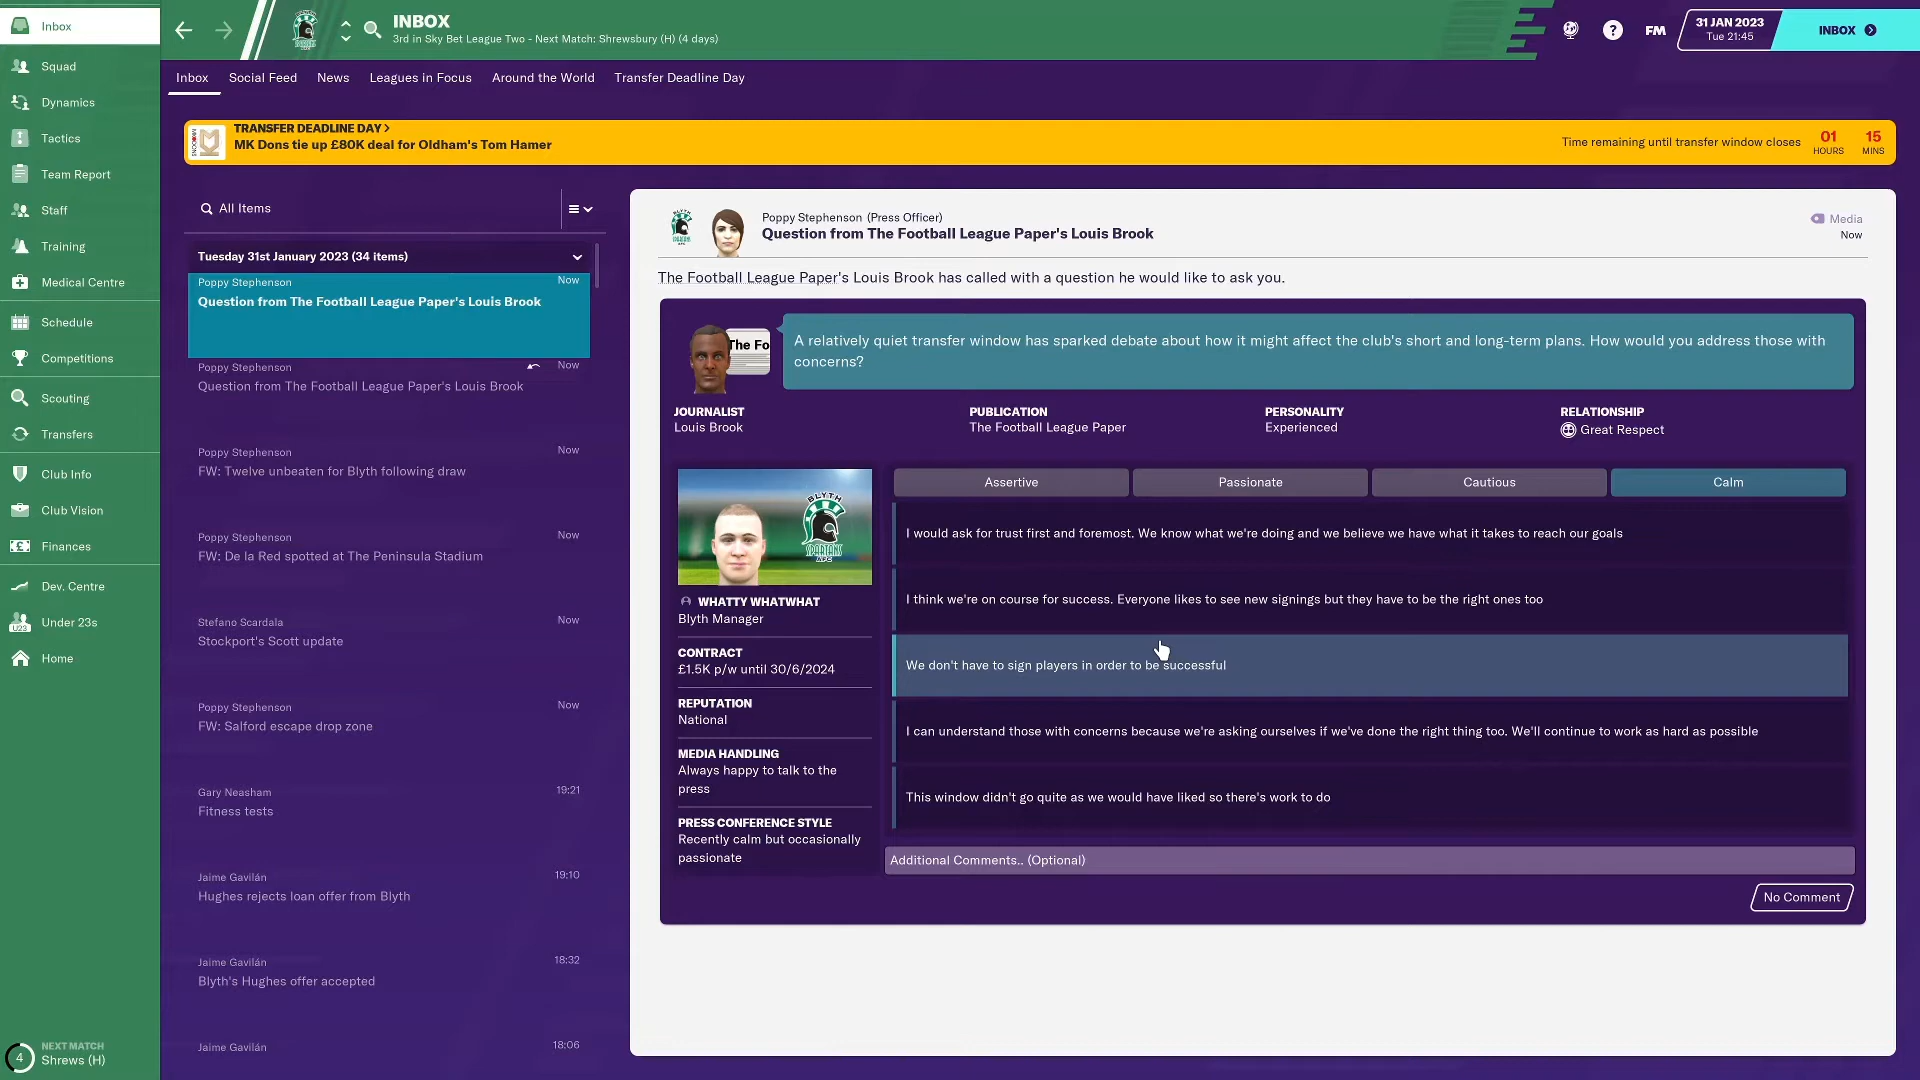 Inbox
Squad
Dynamics
Tactics
Team Report
Staff
Training
Medical Centre
Schedule
Competitions
Scouting
Transfers
Club Info
Club Vision
Finances
Dev. Centre
U23
Under 23s
Home
4
NEXT MATCH
Shrews (H)
INBOX
3rd in Sky Bet League Two - Next Match: Shrewsbury (H) (4 days)
?
FM
31 JAN 2023
Tue 21:45
INBOX
Inbox Social Feed News Leagues in Focus Around the World Transfer Deadline Day
TRANSFER DEADLINE DAY >
MK Dons tie up £80K deal for Oldham's Tom Hamer
Time remaining until transfer window closes
01
HOURS
15
MINS
All Items
Tuesday 31st January 2023 (34 items)
Poppy Stephenson Now
Question from The Football League Paper's Louis Brook
Poppy Stephenson Now
Question from The Football League Paper's Louis Brook
Poppy Stephenson Now
FW: Twelve unbeaten for Blyth following draw
Poppy Stephenson Now
FW: De la Red spotted at The Peninsula Stadium
Stefano Scardala Now
Stockport's Scott update
Poppy Stephenson Now
FW: Salford escape drop zone
Gary Neasham 19:21
Fitness tests
Jaime Gavilán 19:10
Hughes rejects loan offer from Blyth
Jaime Gavilán 18:32
Blyth's Hughes offer accepted
Jaime Gavilán 18:06
Poppy Stephenson (Press Officer)
Question from The Football League Paper's Louis Brook
Media
Now
The Football League Paper's Louis Brook has called with a question he would like to ask you.
The Fo
A relatively quiet transfer window has sparked debate about how it might affect the club's short and long-term plans. How would you address those with
concerns?
JOURNALIST
Louis Brook
PUBLICATION
The Football League Paper
PERSONALITY
Experienced
RELATIONSHIP
Great Respect
BLYTH
SPARTANS
AFC
WHATTY WHATWHAT
Blyth Manager
CONTRACT
£1.5K p/w until 30/6/2024
REPUTATION
National
MEDIA HANDLING
Always happy to talk to the
press
PRESS CONFERENCE STYLE
Recently calm but occasionally
passionate
Assertive Passionate Cautious Calm
I would ask for trust first and foremost. We know what we're doing and we believe we have what it takes to reach our goals
I think we're on course for success. Everyone likes to see new signings but they have to be the right ones too
We don't have to sign players in order to be successful
I can understand those with concerns because we're asking ourselves if we've done the right thing too. We'll continue to work as hard as possible
This window didn't go quite as we would have liked so there's work to do
Additional Comments.. (Optional)
No Comment